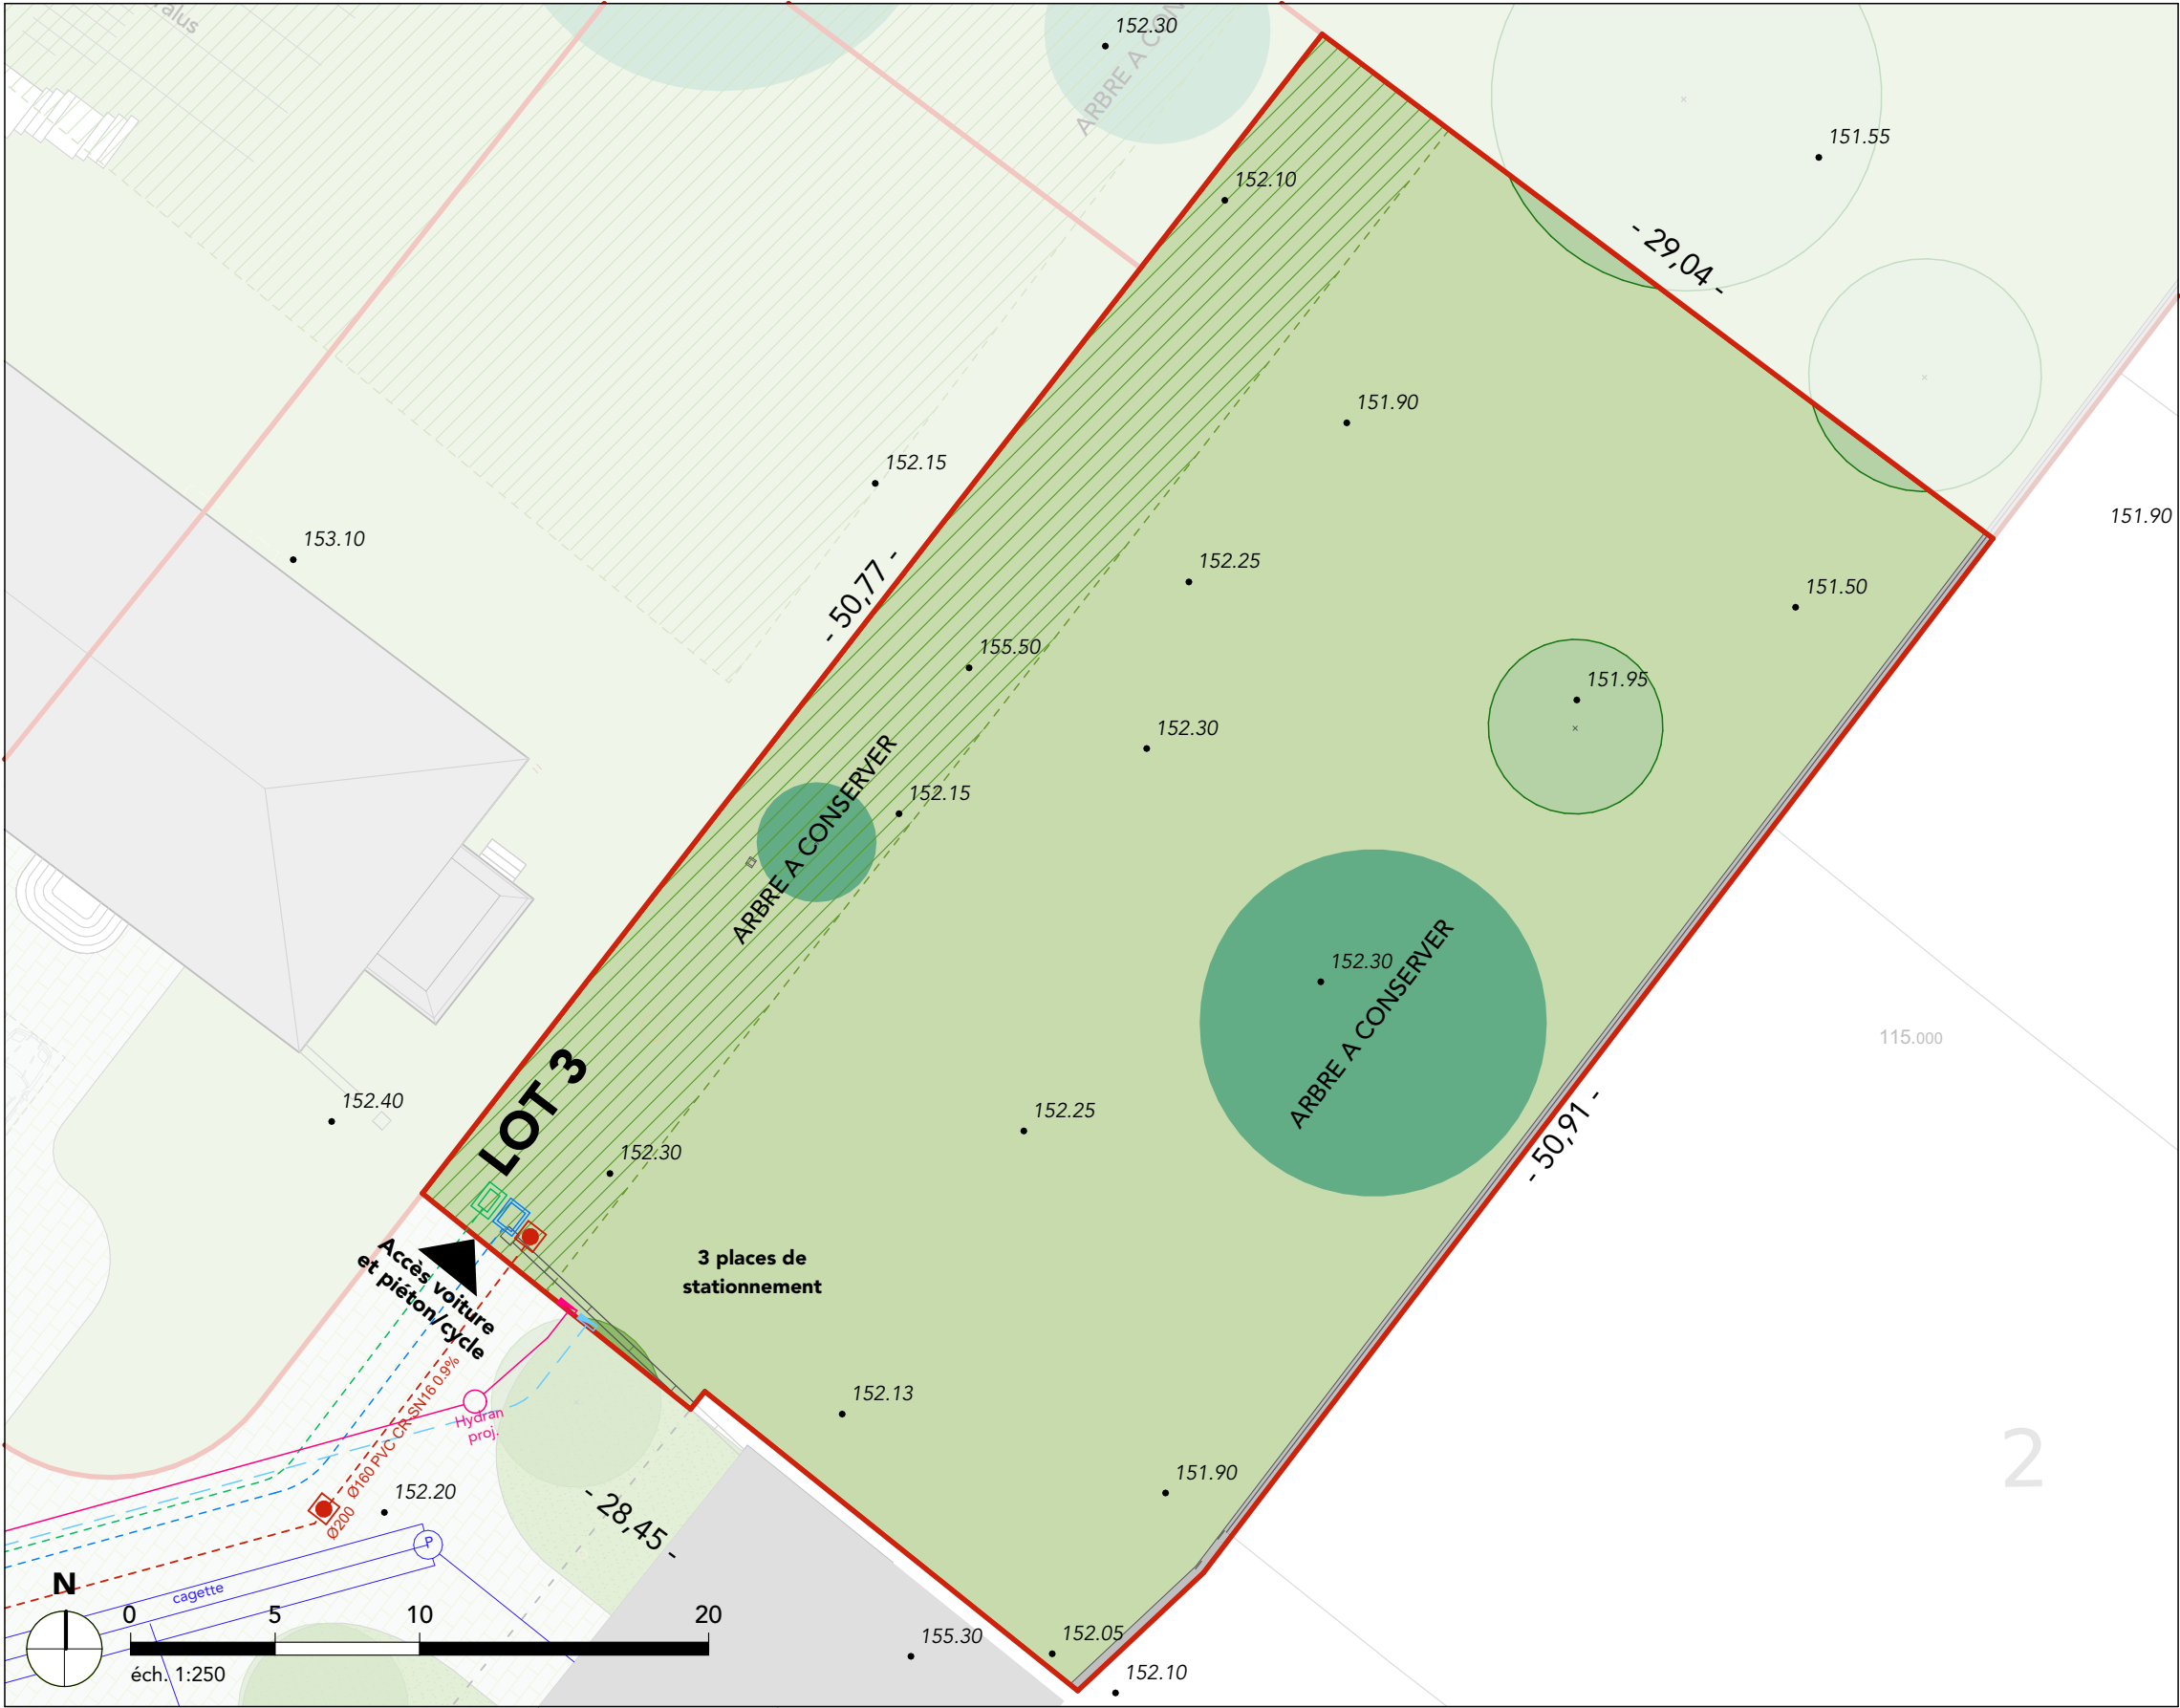 talus
152.30
ARBRE A CON
151.55
152.10
- 29,04 -
151.90
152.15
151.90
153.10
152.25
151.50
- 50,77 -
155.50
151.95
152.30
ARBRE A CONSERVER
152.15
152.30
ARBRE A CONSERVER
115.000
LOT 3
152.40
152.25
- 50,91 -
152.30
Accès voiture
et piéton/cycle
3 places de
stationnement
152.13
Hydran
proj.
Ø160 PVC CR-SN16 0.9%
Ø200
2
151.90
152.20
- 28,45 -
P
cagette
N
0 5 10 20
éch. 1:250
155.30
152.05
152.10